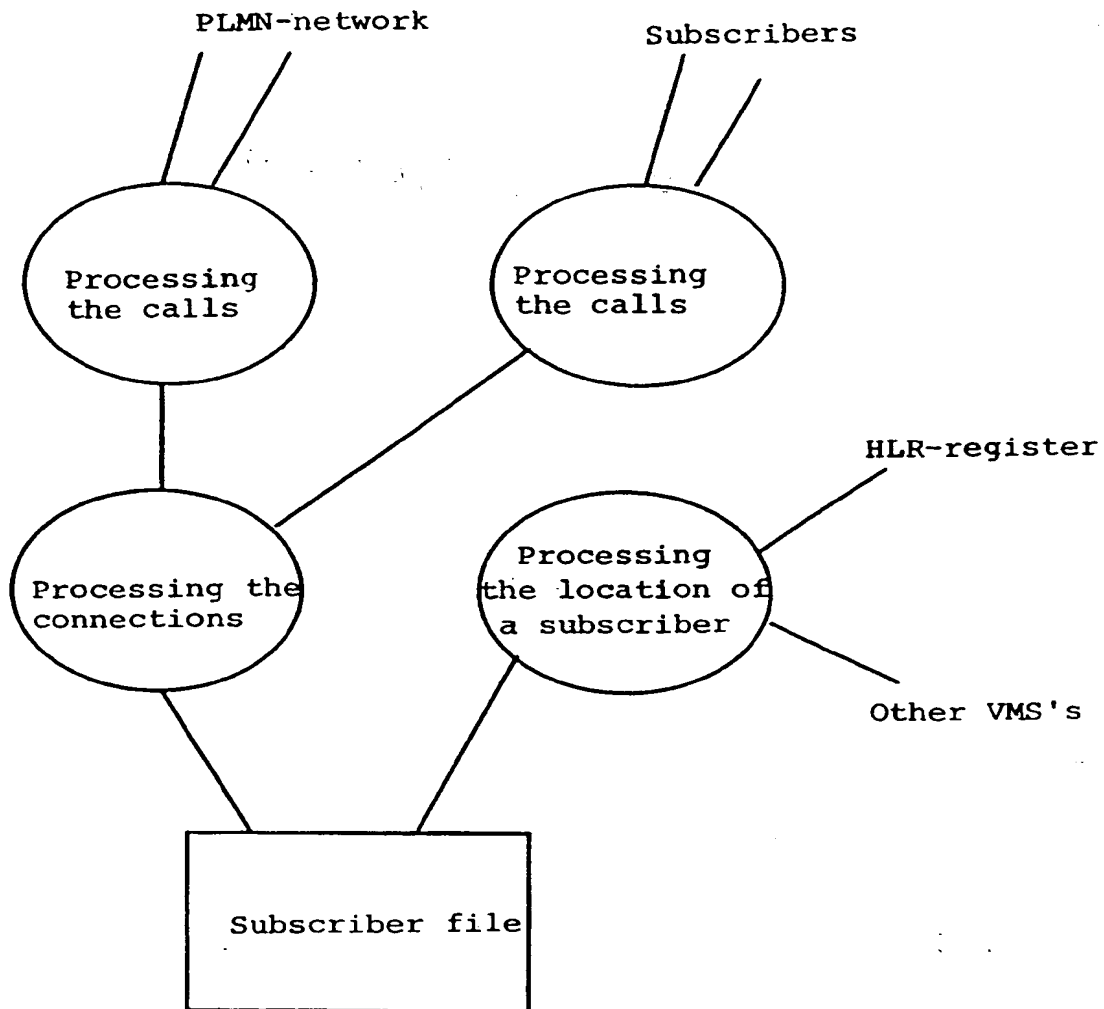 PLMN-network
Subscribers
Processing
the calls
Processing
the calls
HLR-register
Processing the
connections
Processing
the location of
a subscriber
Other VMS's
Subscriber file